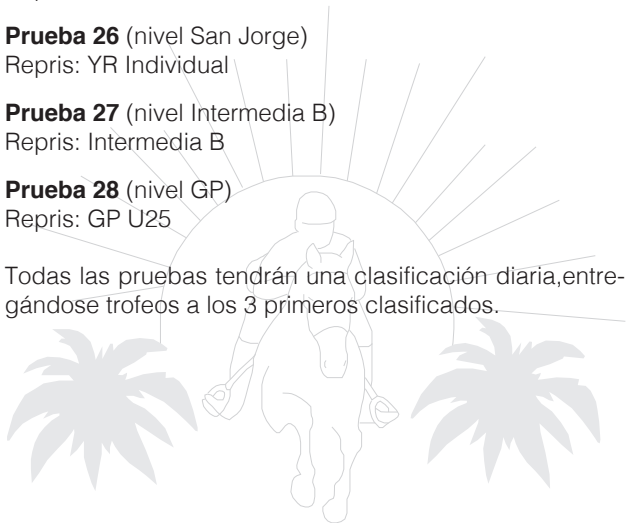 Prueba 26 (nivel San Jorge)
Repris: YR Individual
Prueba 27 (nivel Intermedia B)
Repris: Intermedia B
Prueba 28 (nivel GP)
Repris: GP U25
Todas las pruebas tendrán una clasificación diaria,entre-
gándose trofeos a los 3 primeros clasificados.